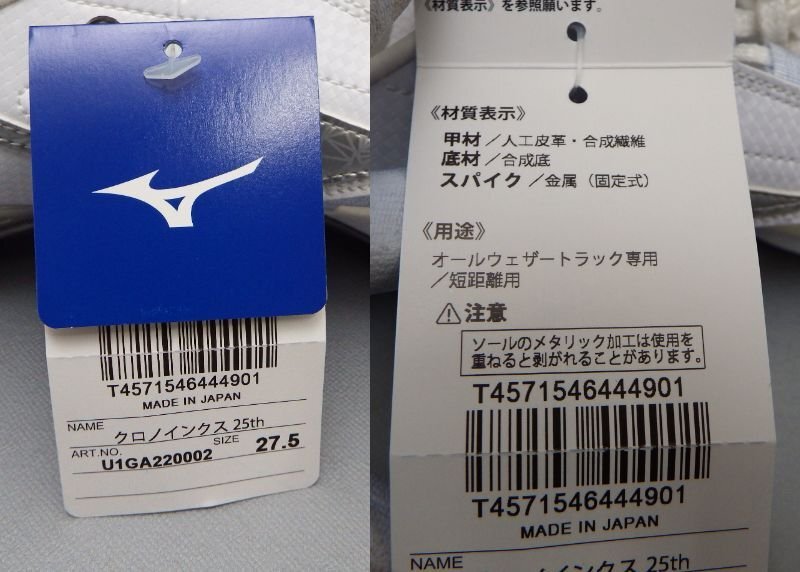 T4571546444901
MADE IN JAPAN
NAME クロノインクス 25th
ART.NO. U1GA220002 SIZE 27.5
《材質表示》を参照願います。
《材質表示》
甲材／人工皮革・合成繊維
底材／合成底
スパイク／金属（固定式）
《用途》
オールウェザートラック専用
／短距離用
注意
ソールのメタリック加工は使用を
重ねると剥がれることがあります。
T4571546444901
T4571546444901
MADE IN JAPAN
NAME クロノインクス 25th